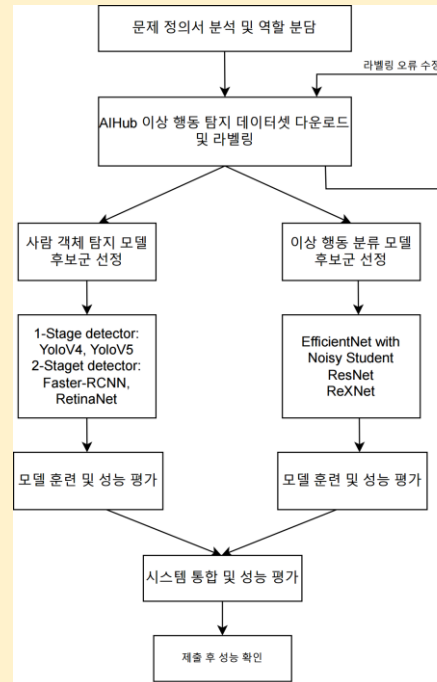 문제 정의서 분석 및 역할 분담
라벨링 오류 수정
AIHub 이상 행동 탐지 데이터셋 다운로드
및 라벨링
사람 객체 탐지 모델
후보군 선정
이상 행동 분류 모델
후보군 선정
1-Stage detector:
YoloV4, YoloV5
2-Staget detector:
Faster-RCNN,
RetinaNet
EfficientNet with
Noisy Student
ResNet
ReXNet
모델 훈련 및 성능 평가
모델 훈련 및 성능 평가
시스템 통합 및 성능 평가
제출 후 성능 확인